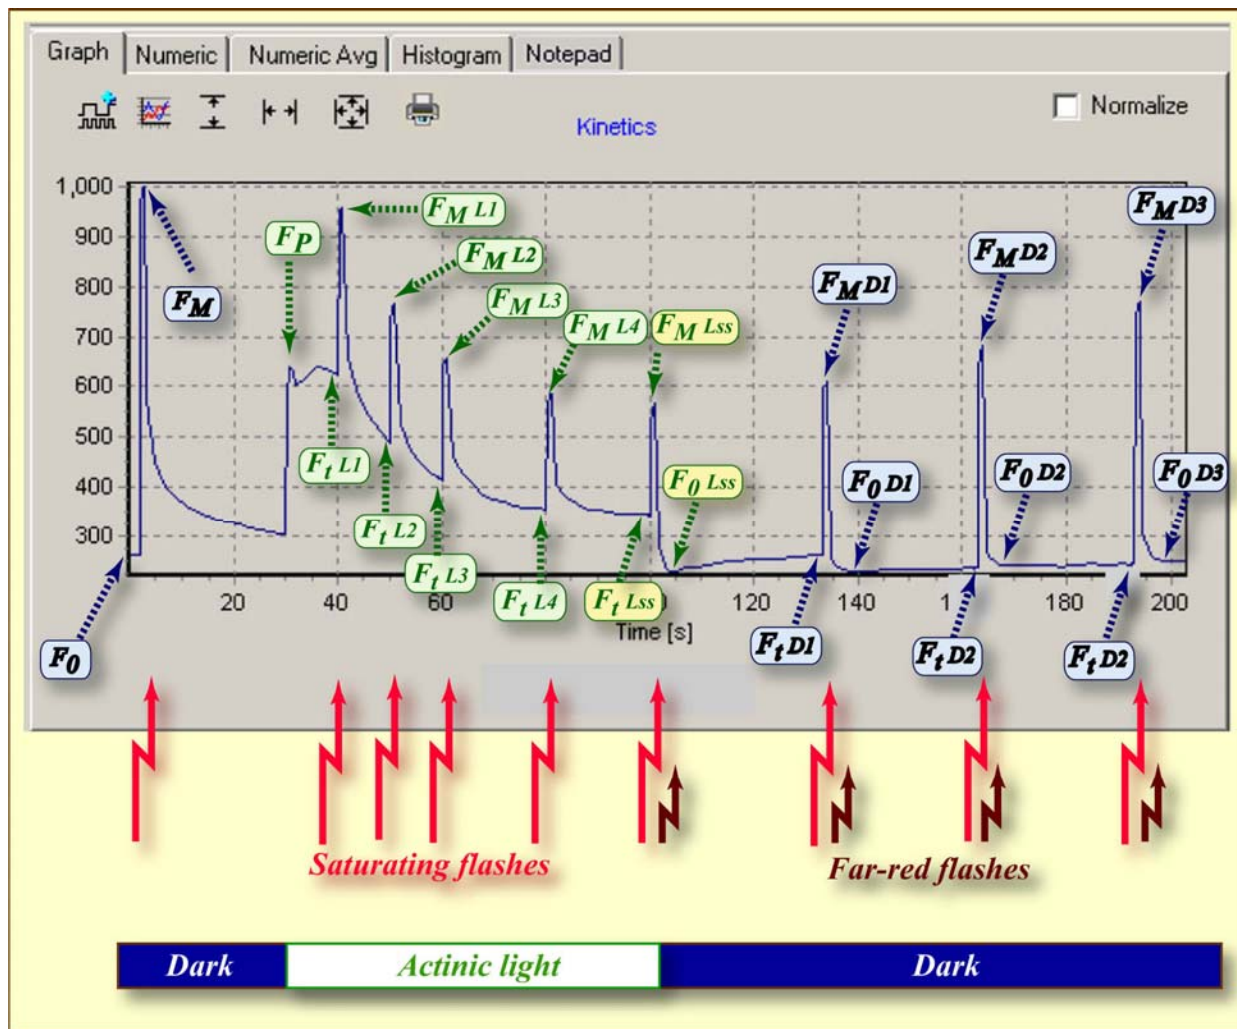 Graph Numeric Numeric Avg Histogram Notepad
Normalize
Kinetics
1,000
900
800
700
600
500
400
300
FM
FP
FM L1
FM L2
FM L3
FM L4
FM Lss
FM D1
FM D2
FM D3
Ft L1
Ft L2
Ft L3
Ft L4
Ft Lss
F0 Lss
F0 D1
F0 D2
F0 D3
20 40 60 120 140 1 180 200
Time [s]
F0
Ft D1
Ft D2
Ft D2
Saturating flashes
Far-red flashes
Dark
Actinic light
Dark